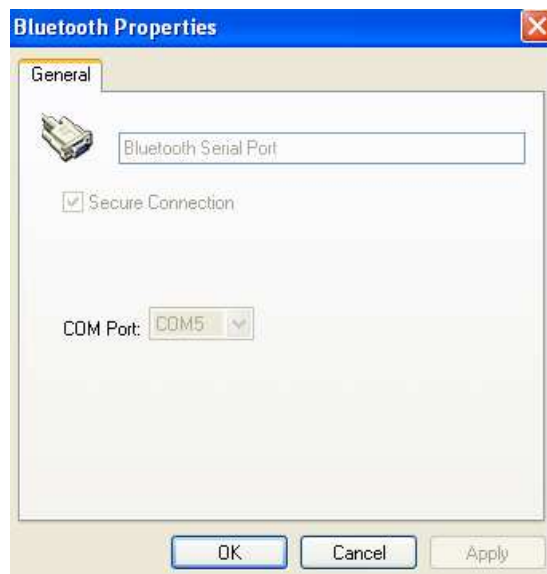 Bluetooth Properties
General
Bluetooth Serial Port
Secure Connection
COM Port: COM5
OK Cancel Apply